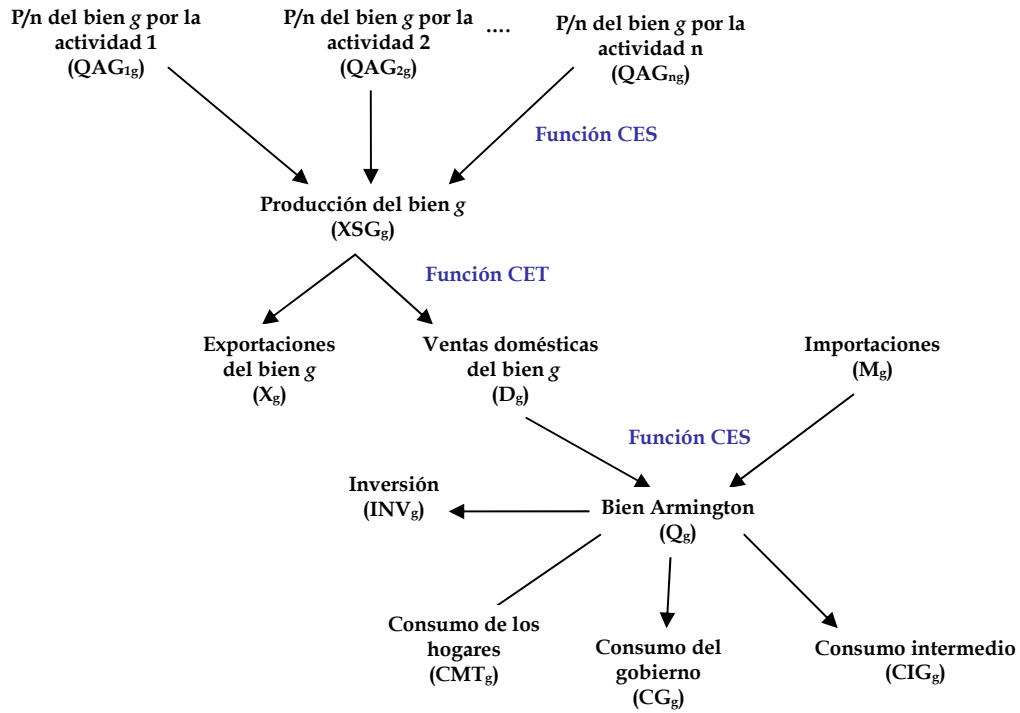 P/n del bien g por la
actividad 1
(QAG1g)
P/n del bien g por la
actividad 2
(QAG2g)
....
P/n del bien g por la
actividad n
(QAGng)
Función CES
Producción del bien g
(XSGg)
Función CET
Exportaciones
del bien g
(Xg)
Ventas domésticas
del bien g
(Dg)
Importaciones
(Mg)
Función CES
Inversión
(INVg)
Bien Armington
(Qg)
Consumo de los
hogares
(CMTg)
Consumo del
gobierno
(CGg)
Consumo intermedio
(CIGg)